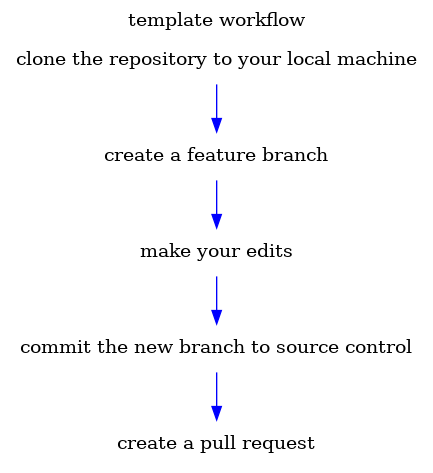 template workflow
clone the repository to your local machine
create a feature branch
make your edits
commit the new branch to source control
create a pull request